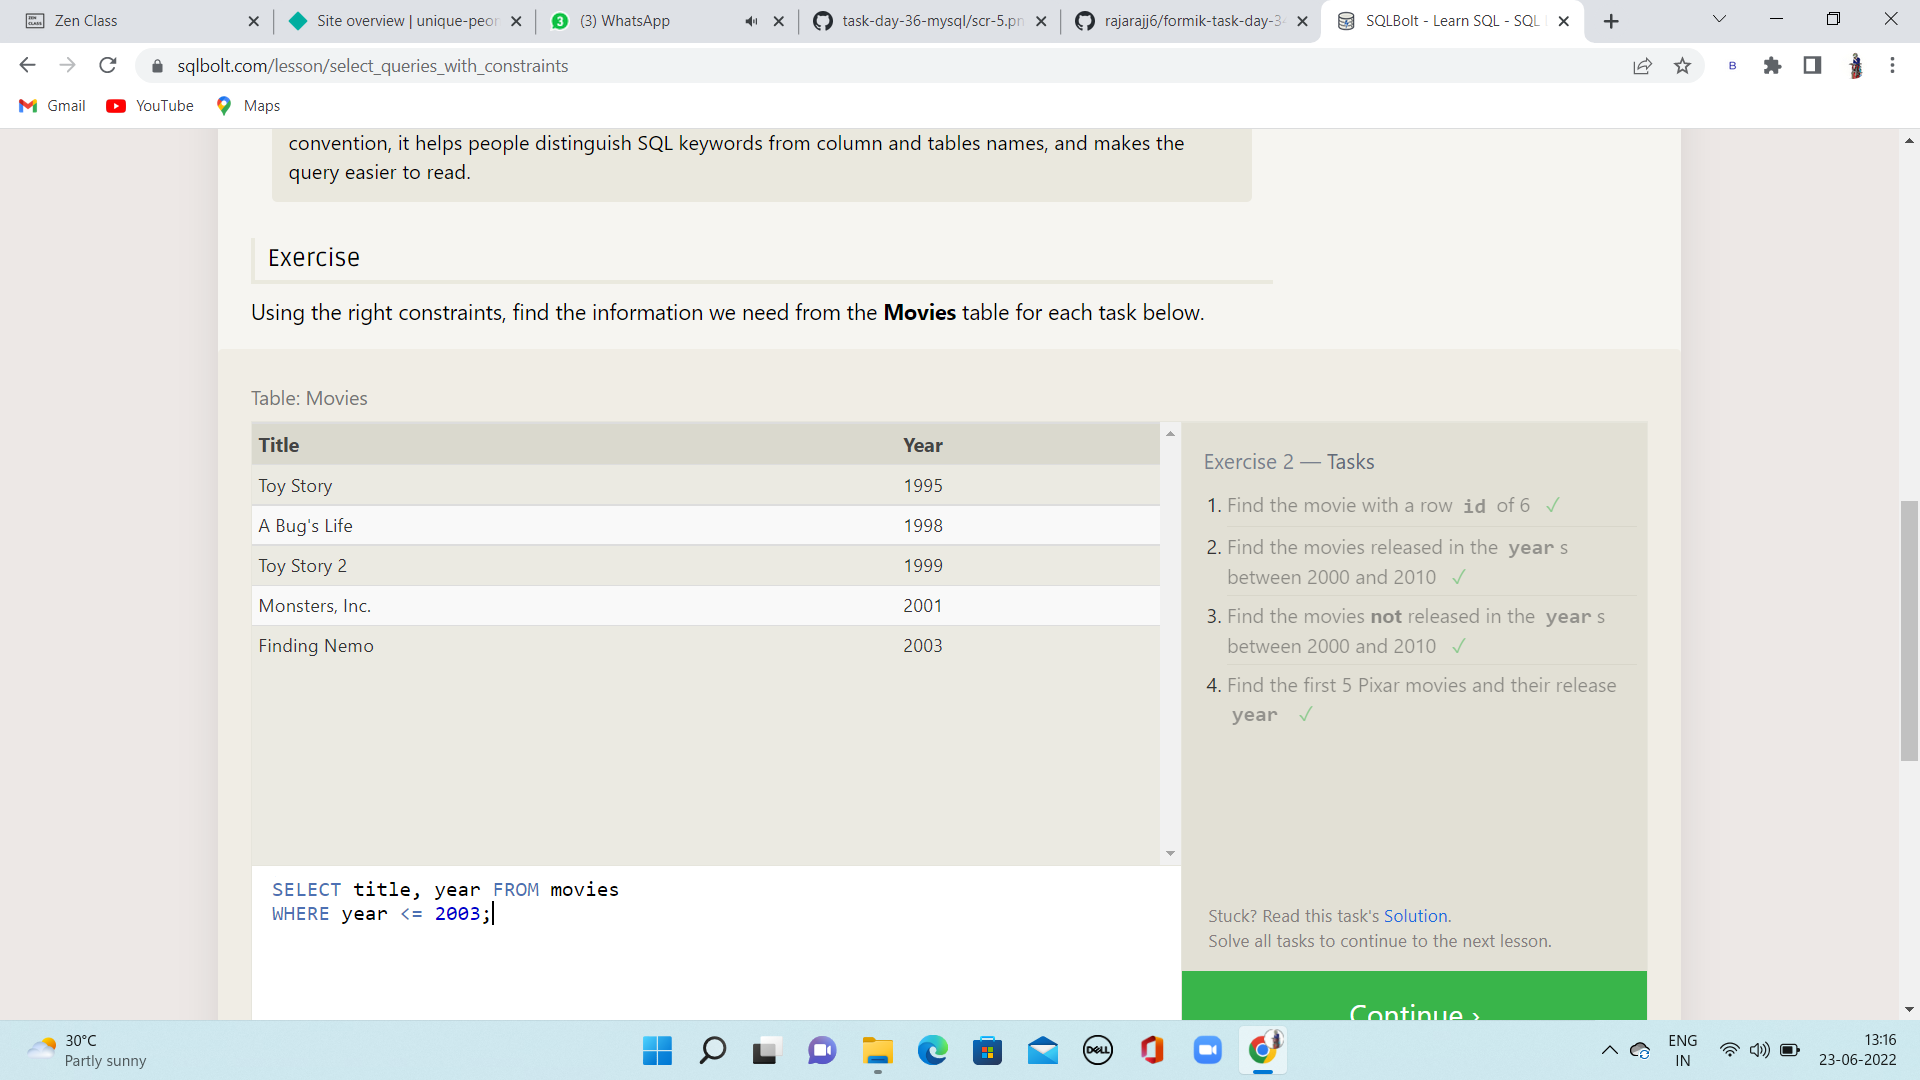 Zen Class
Site overview | unique-peor
(3) WhatsApp
task-day-36-mysql/scr-5.pn
rajarajj6/formik-task-day-3
SQLBolt - Learn SQL - SQL
sqlbolt.com/lesson/select_queries_with_constraints
B
Gmail
YouTube
Maps
convention, it helps people distinguish SQL keywords from column and tables names, and makes the
query easier to read.
Exercise
Using the right constraints, find the information we need from the Movies table for each task below.
Table: Movies
Title Year
Toy Story 1995
A Bug's Life 1998
Toy Story 2 1999
Monsters, Inc. 2001
Finding Nemo 2003
SELECT title, year FROM movies
WHERE year <= 2003;
Exercise 2 — Tasks
1. Find the movie with a row id of 6 ✓
2. Find the movies released in the year s
between 2000 and 2010 ✓
3. Find the movies not released in the year s
between 2000 and 2010 ✓
4. Find the first 5 Pixar movies and their release
year ✓
Stuck? Read this task's Solution.
Solve all tasks to continue to the next lesson.
Continue ›
30°C
Partly sunny
DELL
ENG
IN
13:16
23-06-2022